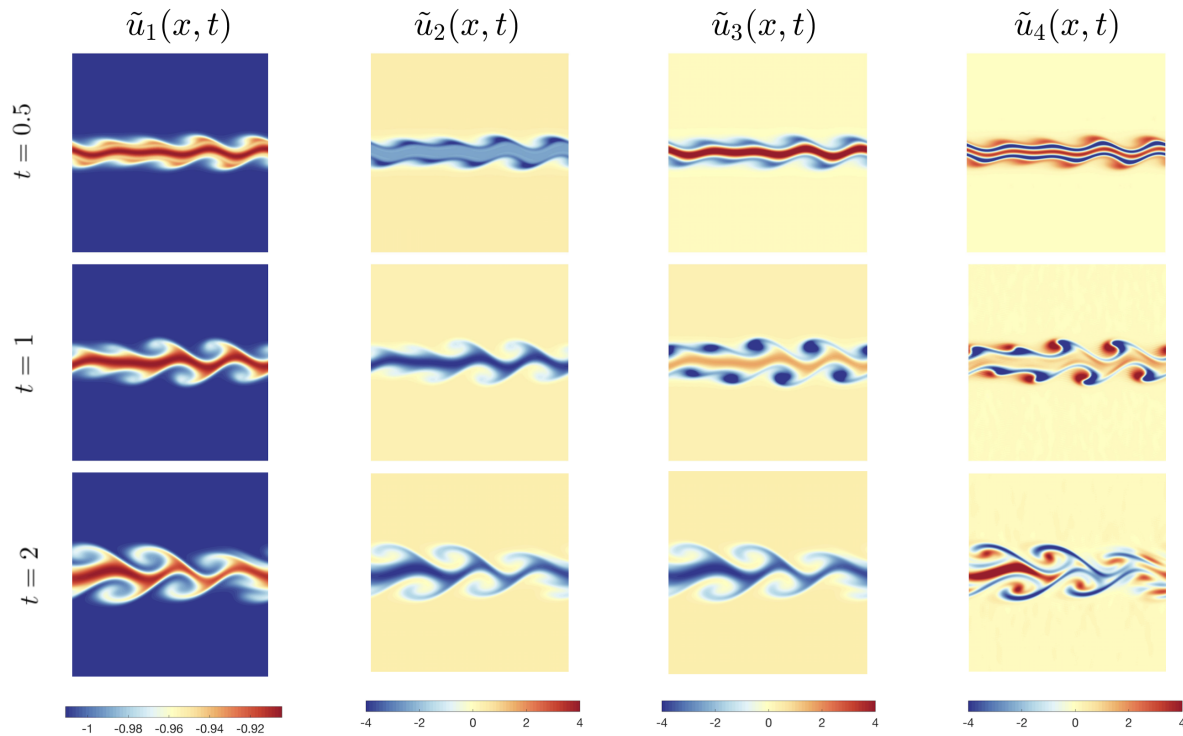 ũ₁(x, t) ũ₂(x, t) ũ₃(x, t) ũ₄(x, t)
t = 0.5
t = 1
t = 2
-1 -0.98 -0.96 -0.94 -0.92
-4 -2 0 2 4
-4 -2 0 2 4
-4 -2 0 2 4